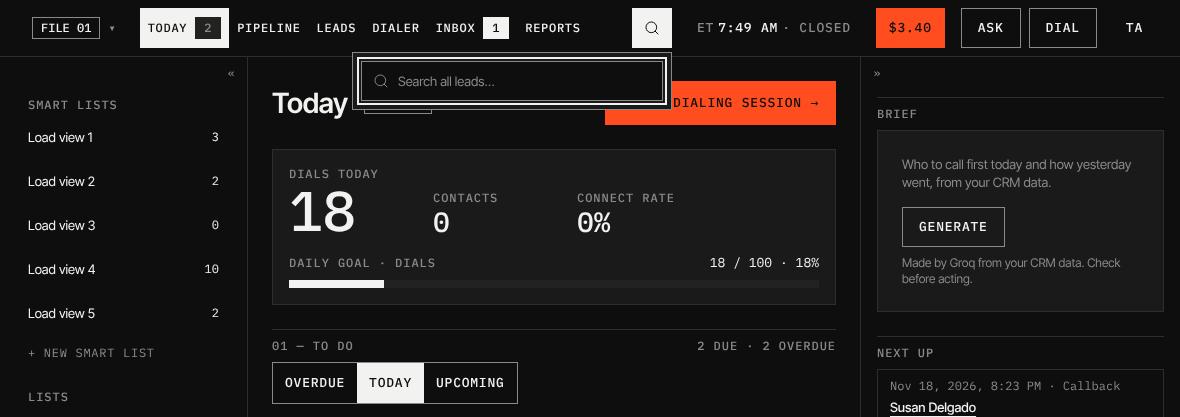 FILE 01 ▾ TODAY 2 PIPELINE LEADS DIALER INBOX 1 REPORTS ET 7:49 AM · CLOSED $3.40 ASK DIAL TA
«
SMART LISTS
Load view 1 3
Load view 2 2
Load view 3 0
Load view 4 10
Load view 5 2
+ NEW SMART LIST
LISTS
Search all leads...
Today
DIALING SESSION →
DIALS TODAY
18
CONTACTS
0
CONNECT RATE
0%
DAILY GOAL · DIALS 18 / 100 · 18%
01 — TO DO 2 DUE · 2 OVERDUE
OVERDUE TODAY UPCOMING
»
BRIEF
Who to call first today and how yesterday
went, from your CRM data.
GENERATE
Made by Groq from your CRM data. Check
before acting.
NEXT UP
Nov 18, 2026, 8:23 PM · Callback
Susan Delgado